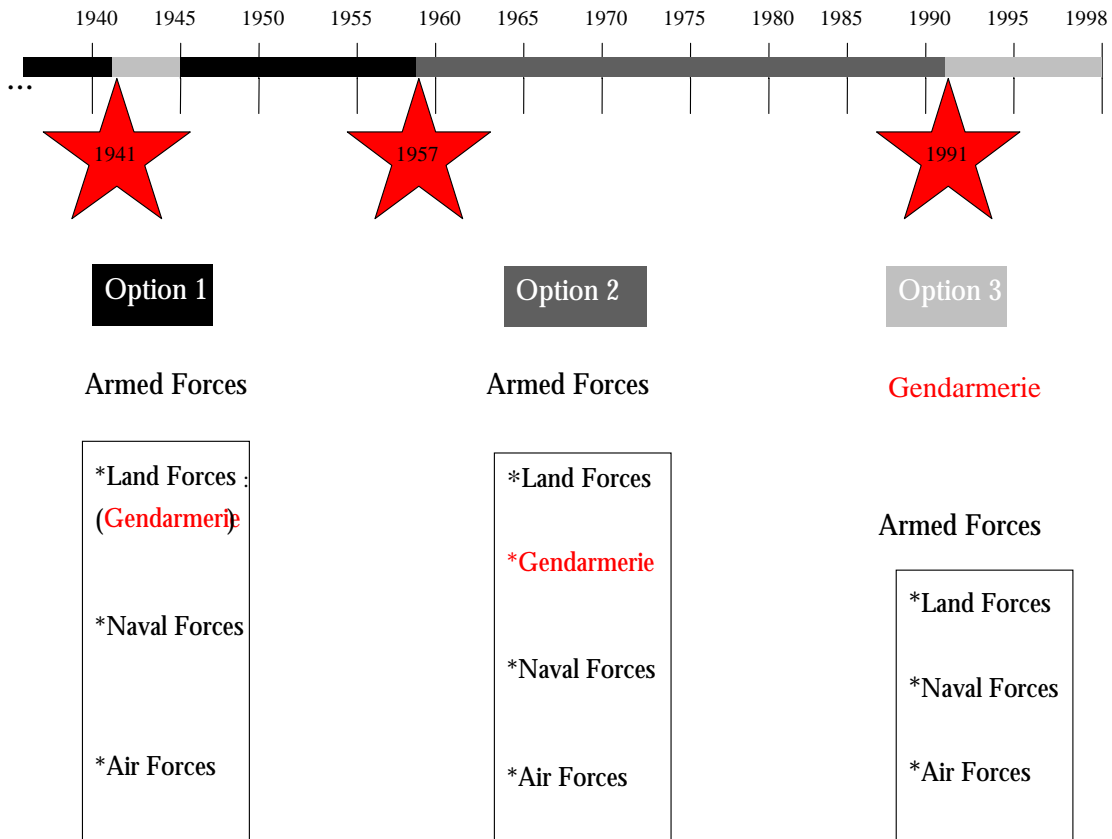 1940 1945 1950 1955 1960 1965 1970 1975 1980 1985 1990 1995 1998
...
1941 1957 1991
Option 1 Option 2 Option 3
Armed Forces Armed Forces Gendarmerie
*Land Forces : *Land Forces
(Gendarmerie) Armed Forces
*Gendarmerie
*Land Forces
*Naval Forces
*Naval Forces *Naval Forces
*Air Forces *Air Forces *Air Forces